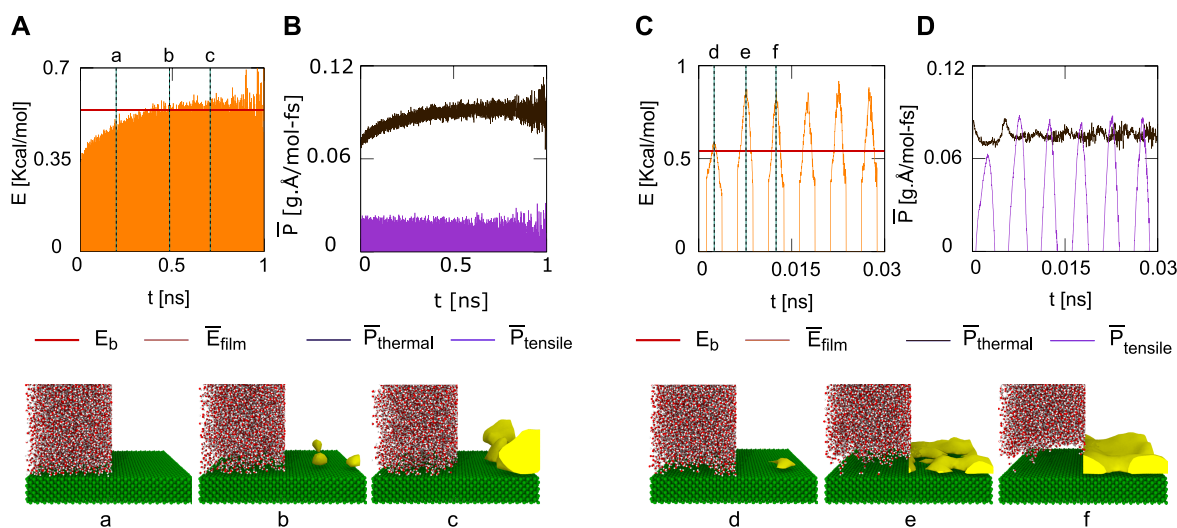 A
a b c
0.7
0.35
0
E [Kcal/mol]
0 0.5 1
t [ns]
B
0.12
0.06
0
P̅ [g.Å/mol-fs]
0 0.5 1
t [ns]
C
d e f
1
0.5
0
E [Kcal/mol]
0 0.015 0.03
t [ns]
D
0.12
0.06
0
P̅ [g.Å/mol-fs]
0 0.015 0.03
t [ns]
E_b E̅_film P̅_thermal P̅_tensile
E_b E̅_film P̅_thermal P̅_tensile
a b c
d e f